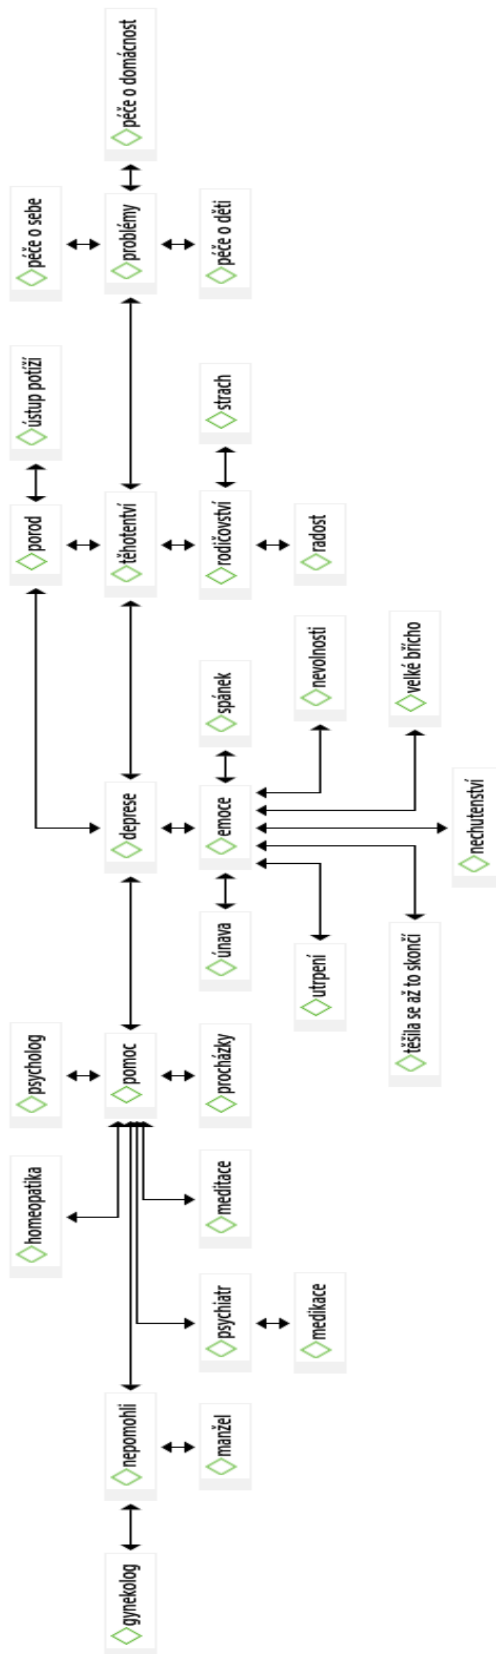 homeopatika
psycholog
porod
ústup potíží
péče o sebe
gynekolog
nepomohli
pomoc
deprese
těhotentví
problémy
péče o domácnost
manžel
psychiatr
meditace
procházky
únava
emoce
spánek
rodičovství
strach
péče o děti
medikace
utrpení
nevolnosti
radost
těšila se až to skončí
velké břícho
nechutenství